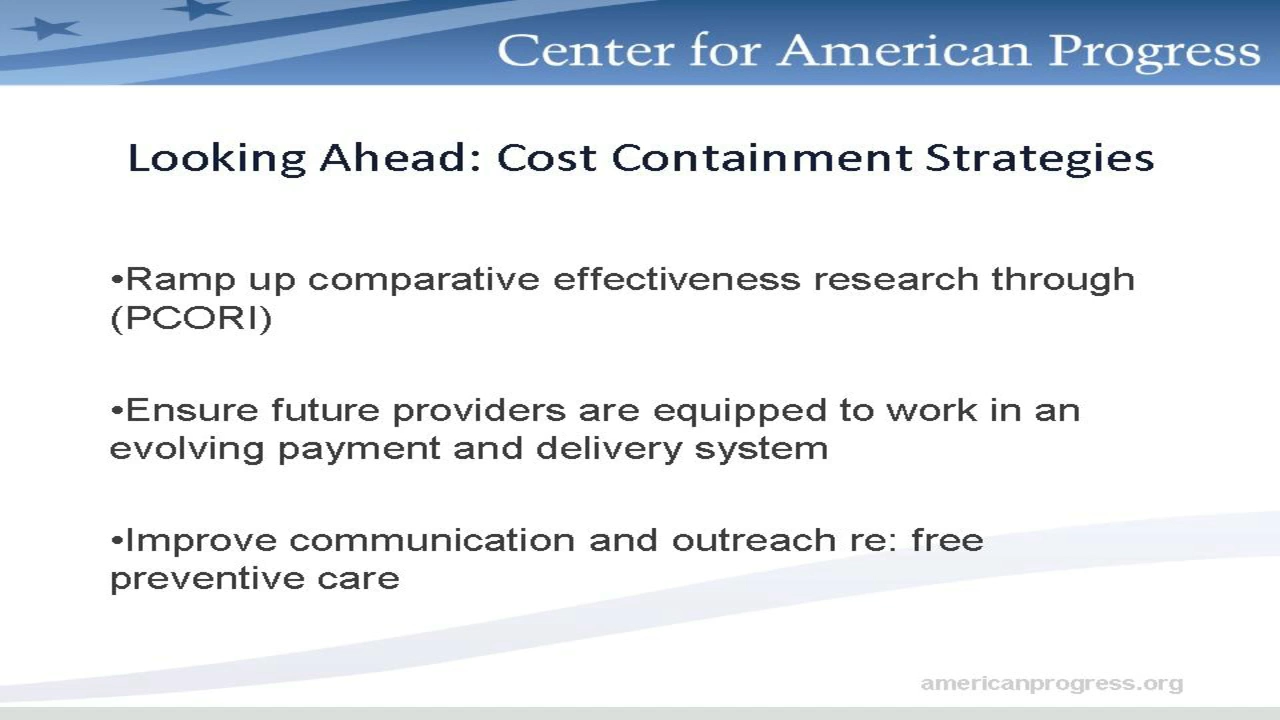 Center for American Progress
Looking Ahead: Cost Containment Strategies
•Ramp up comparative effectiveness research through
(PCORI)
•Ensure future providers are equipped to work in an
evolving payment and delivery system
•Improve communication and outreach re: free
preventive care
americanprogress.org